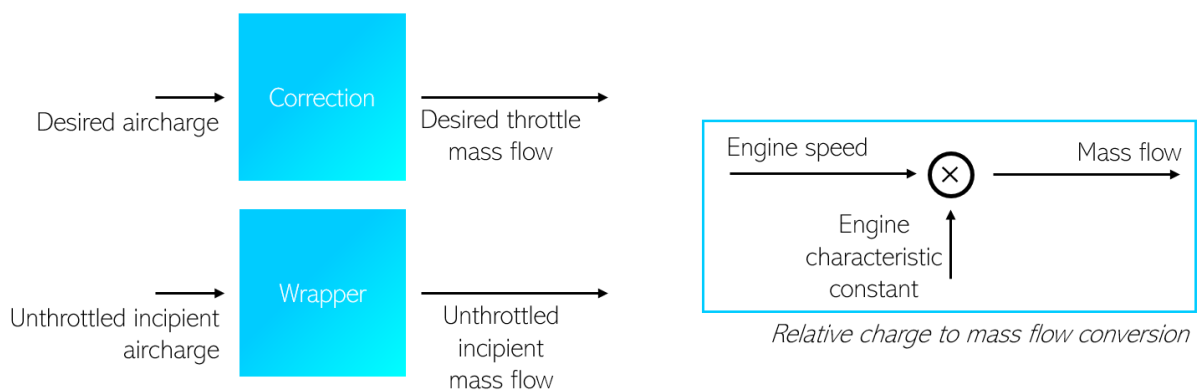 Correction
Desired aircharge
Desired throttle
mass flow
Wrapper
Unthrottled incipient
aircharge
Unthrottled
incipient
mass flow
Engine speed
Mass flow
Engine
characteristic
constant
Relative charge to mass flow conversion